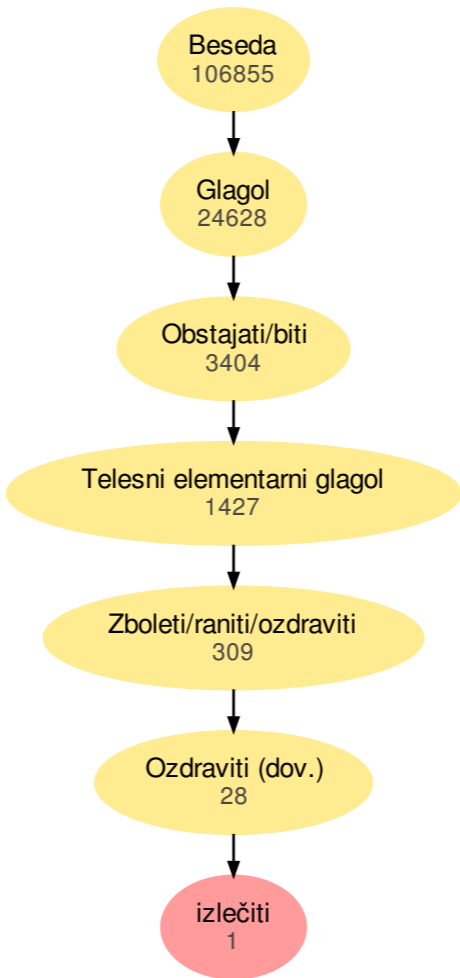 Beseda
106855
Glagol
24628
Obstajati/biti
3404
Telesni elementarni glagol
1427
Zboleti/raniti/ozdraviti
309
Ozdraviti (dov.)
28
izlečiti
1